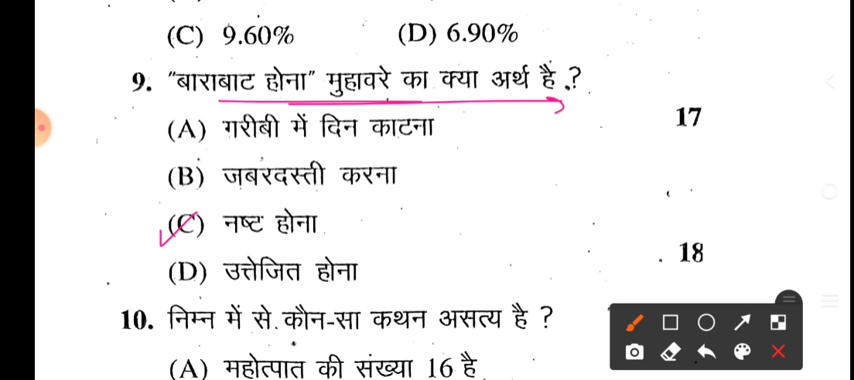 (C) 9.60% (D) 6.90%
9. "बाराबाट होना" मुहावरे का क्या अर्थ है ?
(A) गरीबी में दिन काटना
17
(B) जबरदस्ती करना
(C) नष्ट होना
18
(D) उत्तेजित होना
10. निम्न में से कौन-सा कथन असत्य है ?
(A) महोत्पात की संख्या 16 है